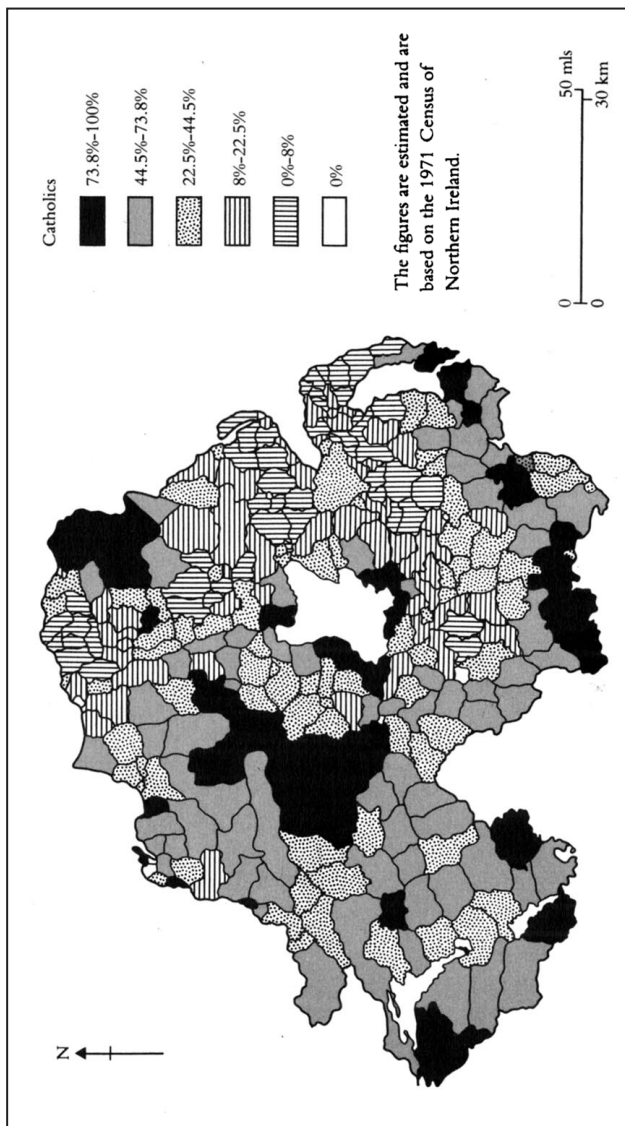 Catholics
73.8%–100%
44.5%–73.8%
22.5%–44.5%
8%–22.5%
0%–8%
0%
The figures are estimated and are
based on the 1971 Census of
Northern Ireland.
0 50 mls
0 30 km
N